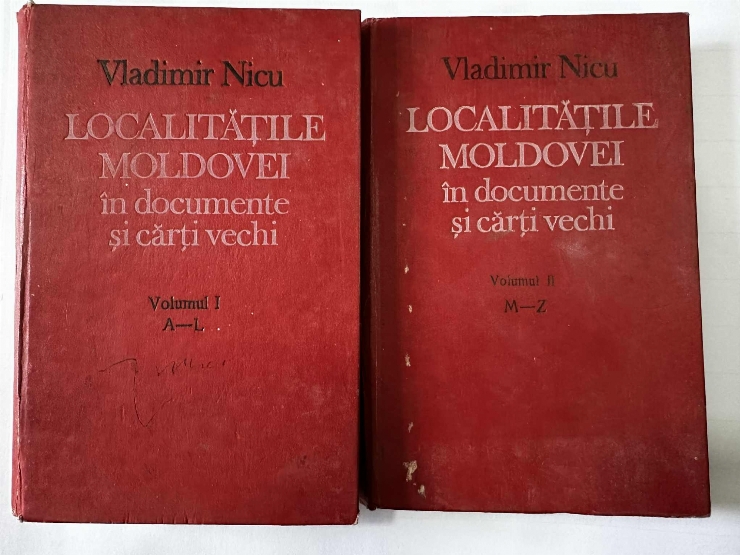 Vladimir Nicu
LOCALITĂȚILE
MOLDOVEI
în documente
și cărți vechi
Volumul I
A—L
Vladimir Nicu
LOCALITĂȚILE
MOLDOVEI
în documente
și cărți vechi
Volumul II
M—Z